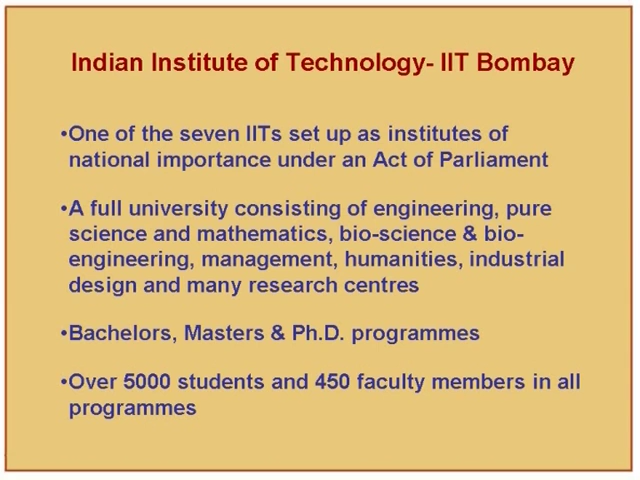 Indian Institute of Technology- IIT Bombay
•One of the seven IITs set up as institutes of
national importance under an Act of Parliament
•A full university consisting of engineering, pure
science and mathematics, bio-science & bio-
engineering, management, humanities, industrial
design and many research centres
•Bachelors, Masters & Ph.D. programmes
•Over 5000 students and 450 faculty members in all
programmes